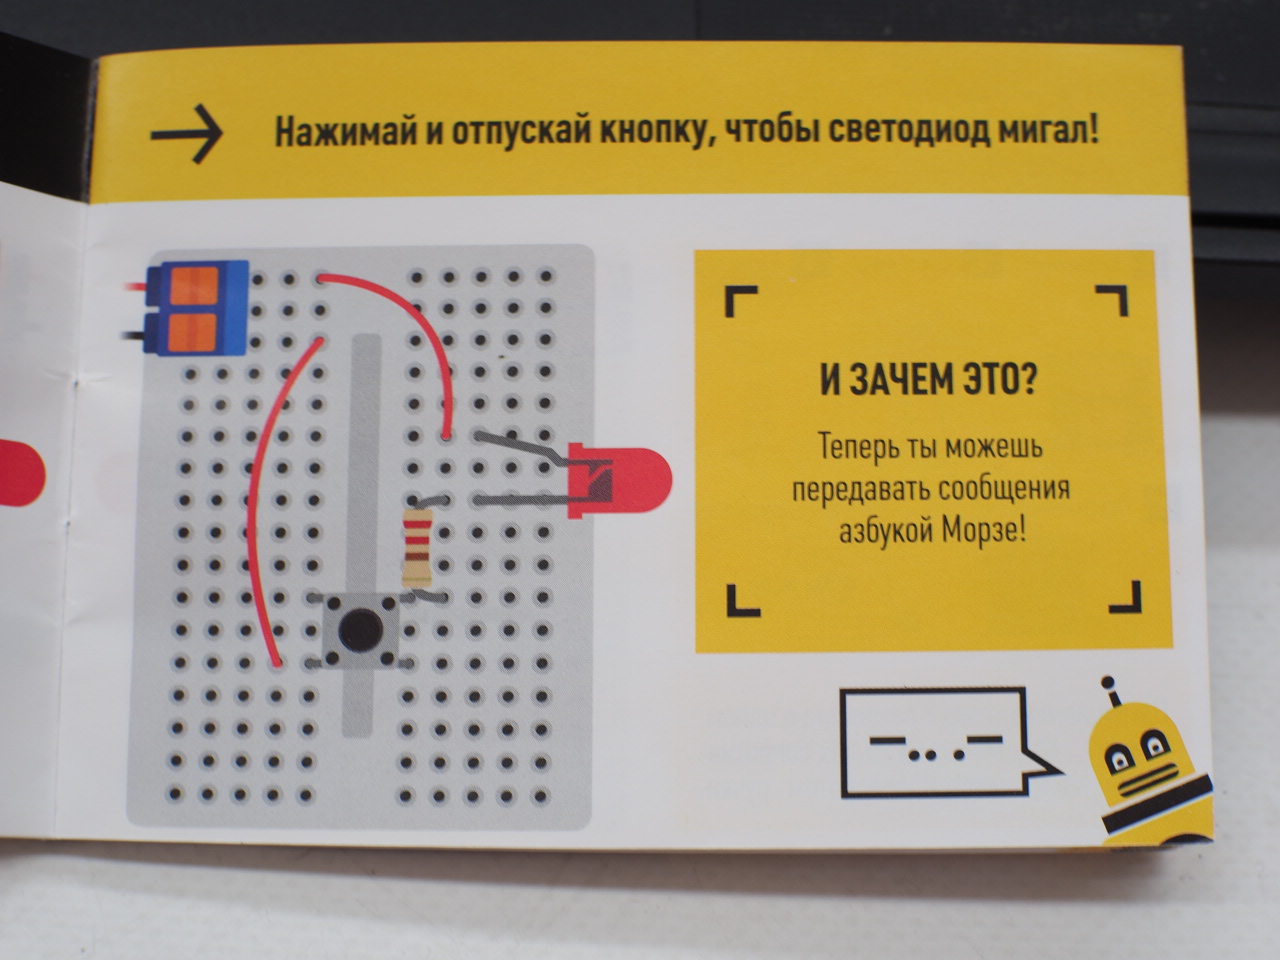 Нажимай и отпускай кнопку, чтобы светодиод мигал!
И ЗАЧЕМ ЭТО?
Теперь ты можешь
передавать сообщения
азбукой Морзе!